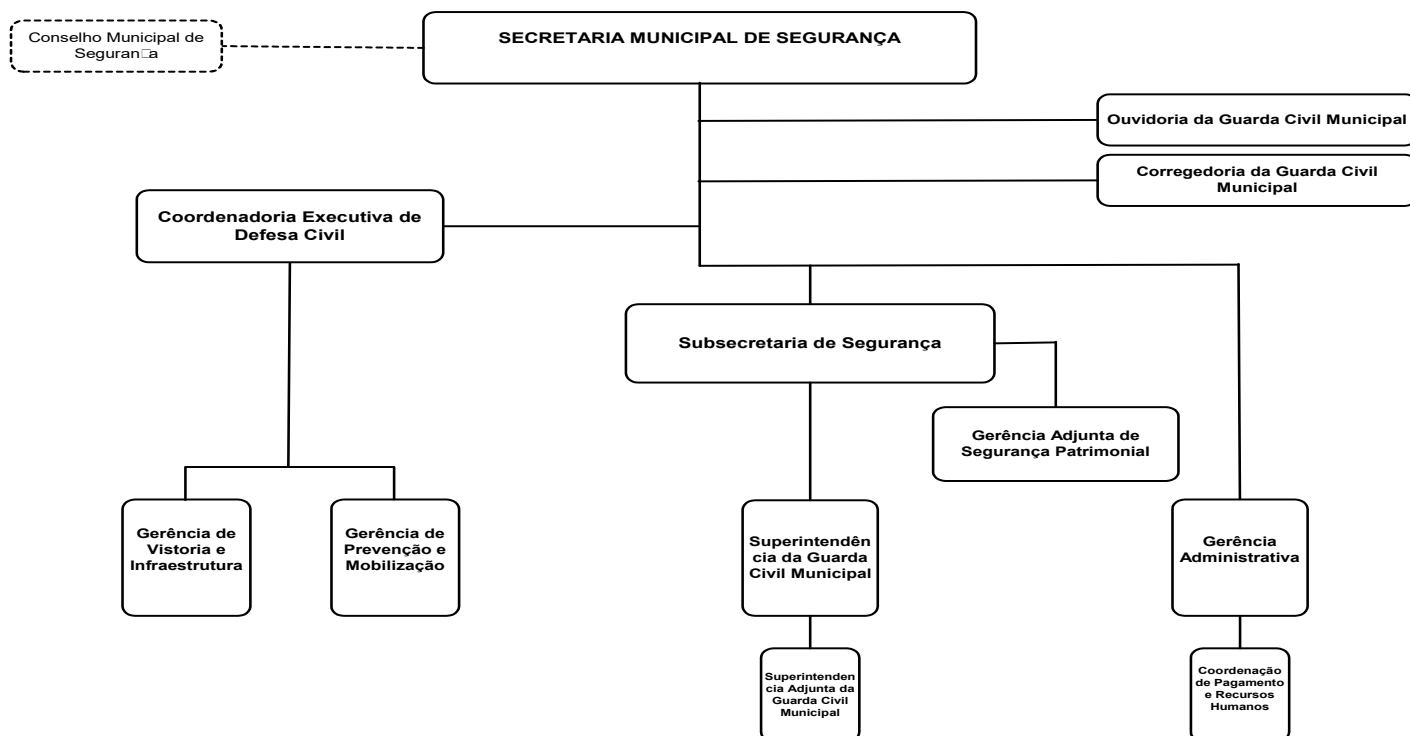 Conselho Municipal de
Seguran□a
SECRETARIA MUNICIPAL DE SEGURANÇA
Ouvidoria da Guarda Civil Municipal
Corregedoria da Guarda Civil
Municipal
Coordenadoria Executiva de
Defesa Civil
Subsecretaria de Segurança
Gerência Adjunta de
Segurança Patrimonial
Gerência de
Vistoria e
Infraestrutura
Gerência de
Prevenção e
Mobilização
Superintendên
cia da Guarda
Civil Municipal
Gerência
Administrativa
Superintenden
cia Adjunta da
Guarda Civil
Municipal
Coordenação
de Pagamento
e Recursos
Humanos